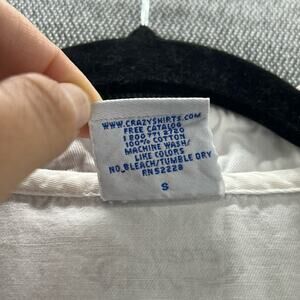 WWW.CRAZYSHIRTS.COM
FREE CATALOG
1 800 771 2720
100% COTTON
MACHINE WASH/
LIKE COLORS
NO BLEACH/TUMBLE DRY
RN52228
S